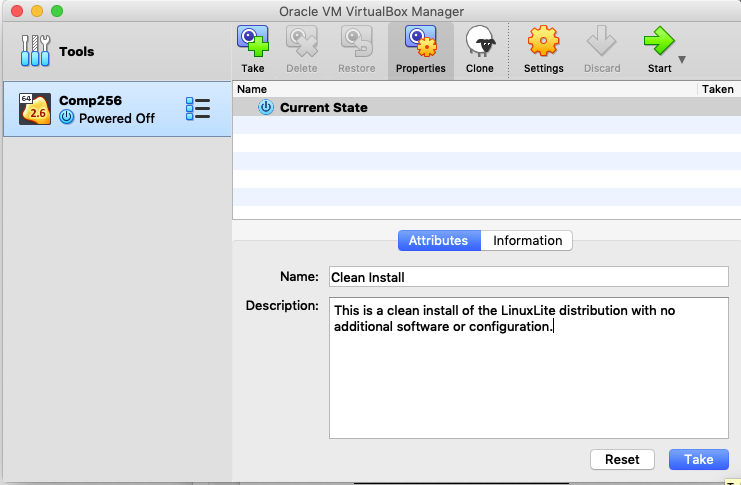 Oracle VM VirtualBox Manager
Tools
Take
Delete
Restore
Properties
Clone
Settings
Discard
Start
64
2.6
Comp256
Powered Off
Name
Taken
Current State
Attributes
Information
Name:
Clean Install
Description:
This is a clean install of the LinuxLite distribution with no
additional software or configuration.
Reset
Take